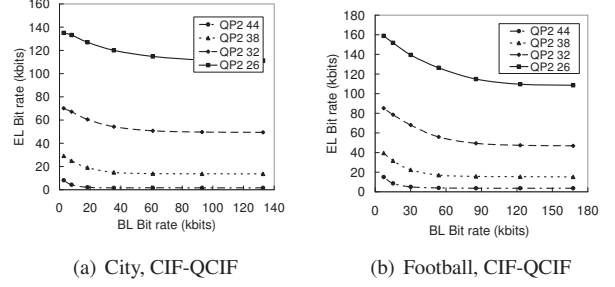 160
140
120
100
80
60
40
20
0
EL Bit rate (kbits)
QP2 44
QP2 38
QP2 32
QP2 26
0 20 40 60 80 100 120 140
BL Bit rate (kbits)
(a) City, CIF-QCIF
180
160
140
120
100
80
60
40
20
0
EL Bit rate (kbits)
QP2 44
QP2 38
QP2 32
QP2 26
0 30 60 90 120 150 180
BL Bit rate (kbits)
(b) Football, CIF-QCIF